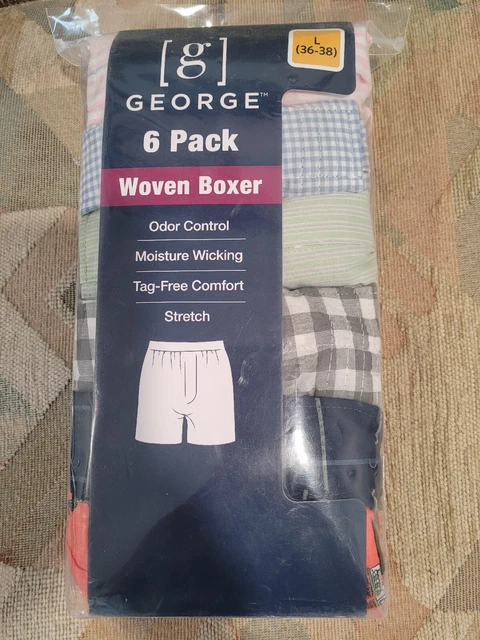 L
(36-38)
[g]
GEORGE™
6 Pack
Woven Boxer
Odor Control
Moisture Wicking
Tag-Free Comfort
Stretch